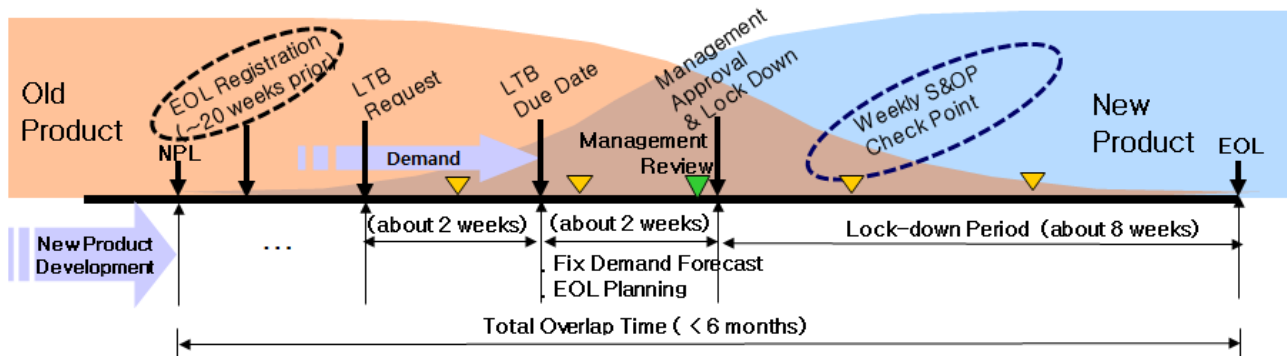 Old
Product
EOL Registration
(~20 weeks prior)
LTB
Request
LTB
Due Date
Management
Approval
& Lock Down
Weekly S&OP
Check Point
New
Product
NPL
Demand
Management
Review
EOL
New Product
Development
...
(about 2 weeks)
(about 2 weeks)
Lock-down Period (about 8 weeks)
. Fix Demand Forecast
. EOL Planning
Total Overlap Time ( < 6 months)